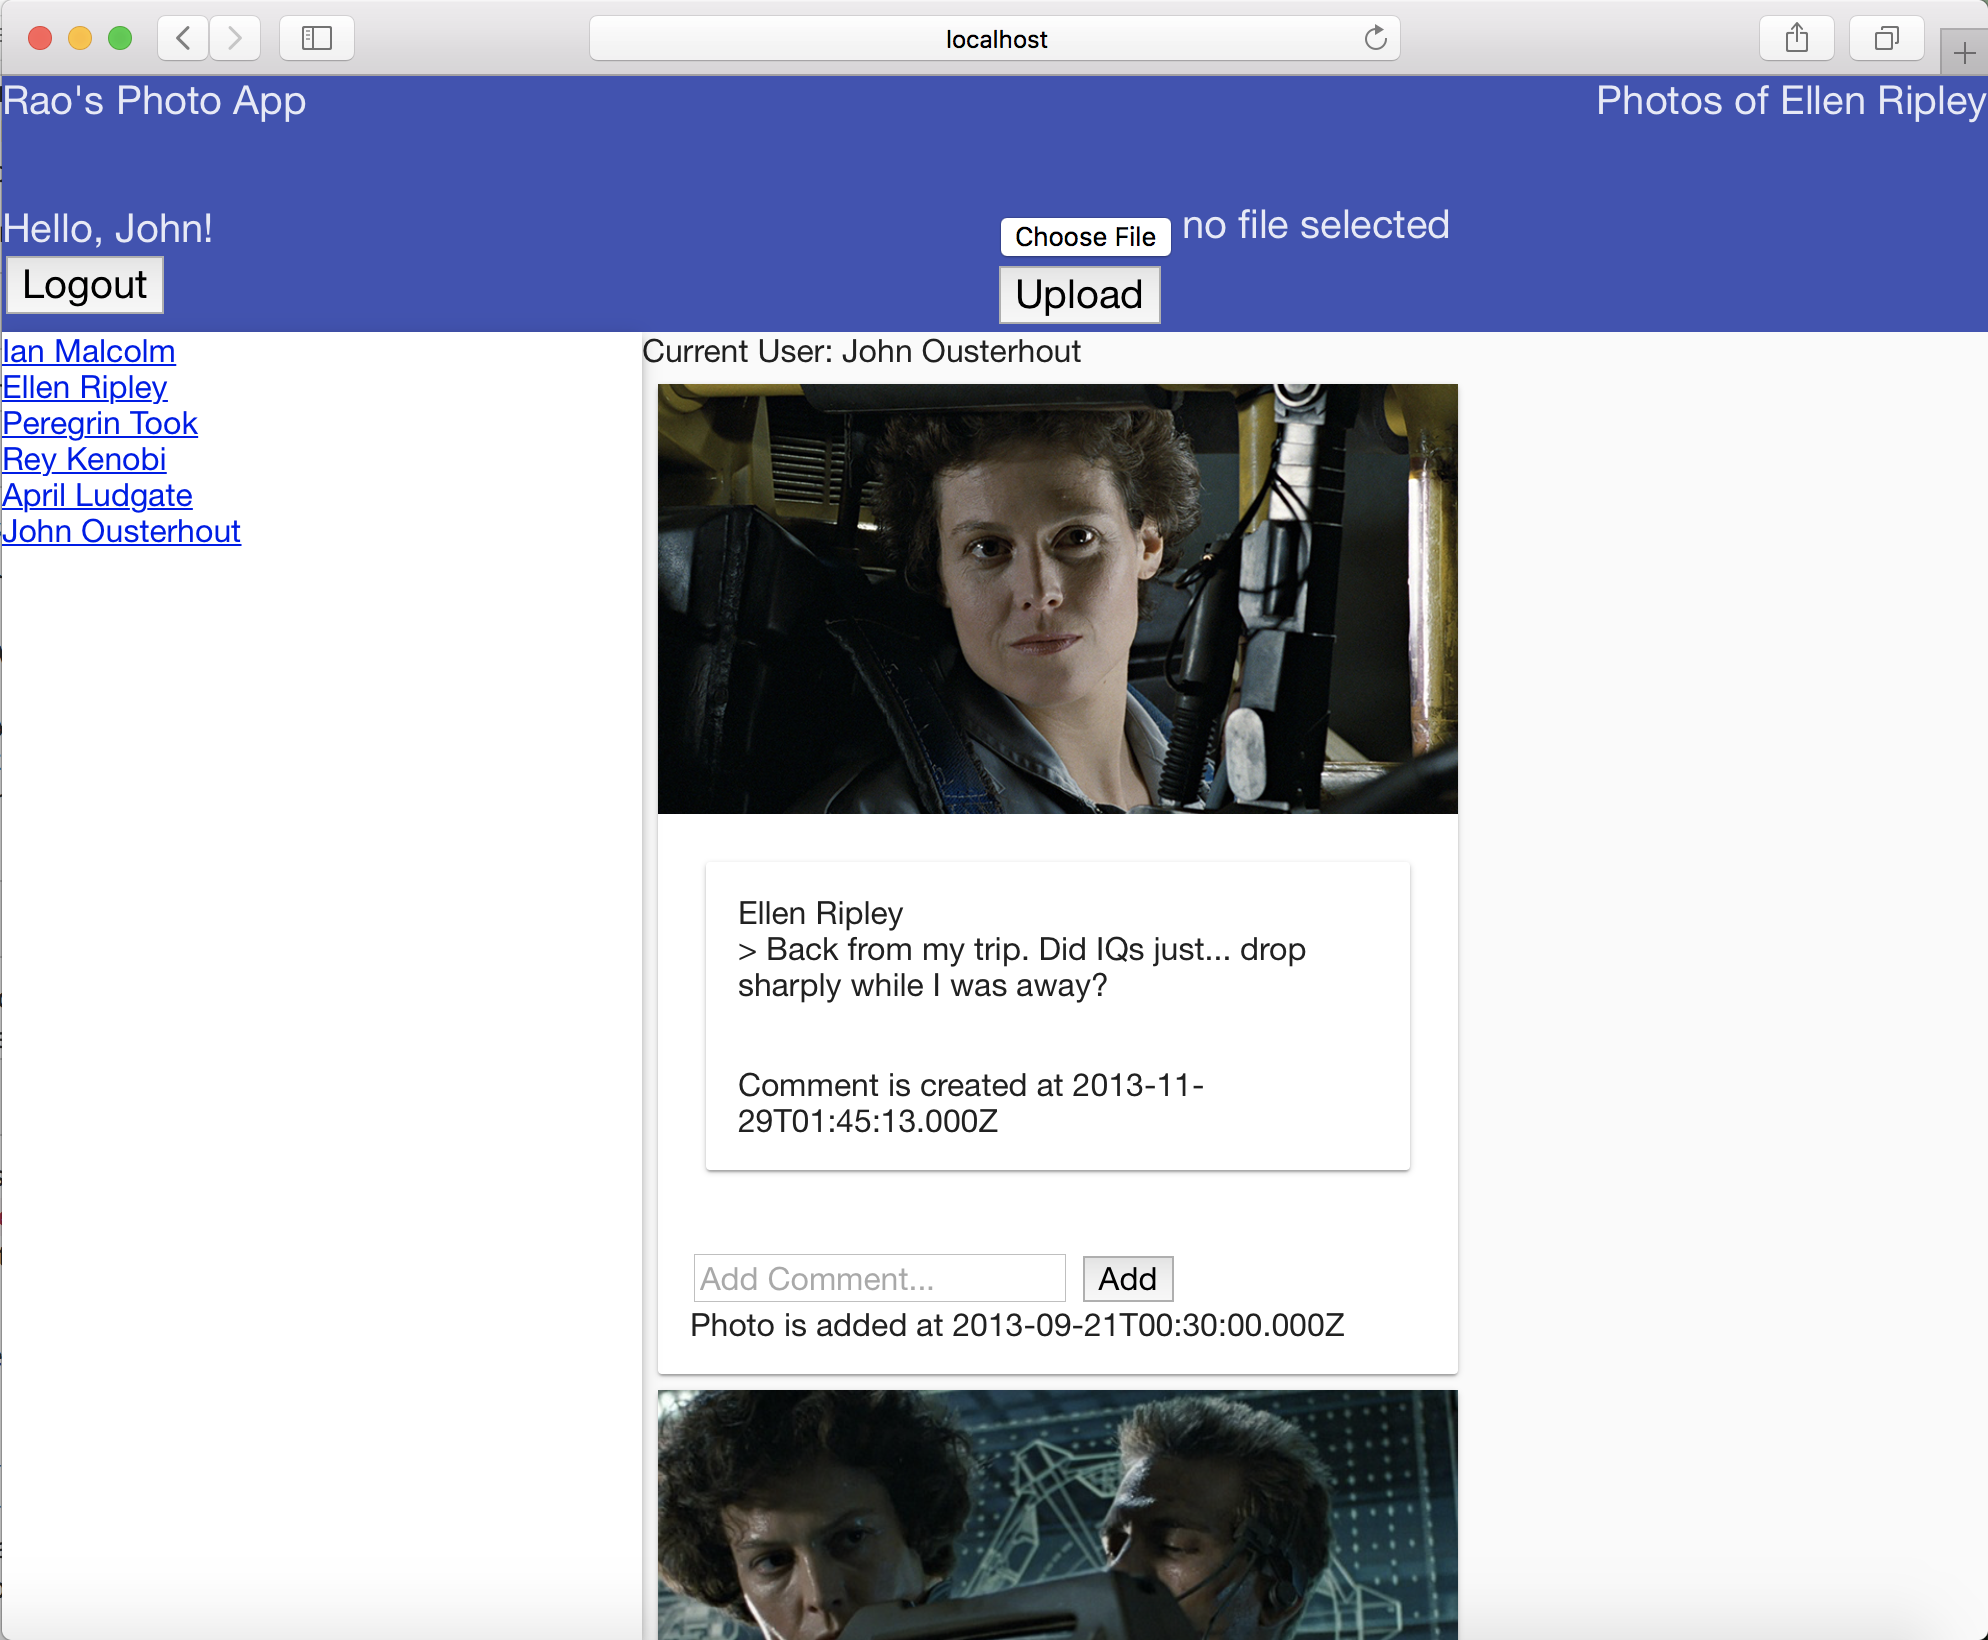 localhost
Rao's Photo App
Photos of Ellen Ripley
Hello, John!
Choose File no file selected
Logout
Upload
Ian Malcolm
Ellen Ripley
Peregrin Took
Rey Kenobi
April Ludgate
John Ousterhout
Current User: John Ousterhout
Ellen Ripley
> Back from my trip. Did IQs just... drop
sharply while I was away?
Comment is created at 2013-11-
29T01:45:13.000Z
Add Comment...
Add
Photo is added at 2013-09-21T00:30:00.000Z